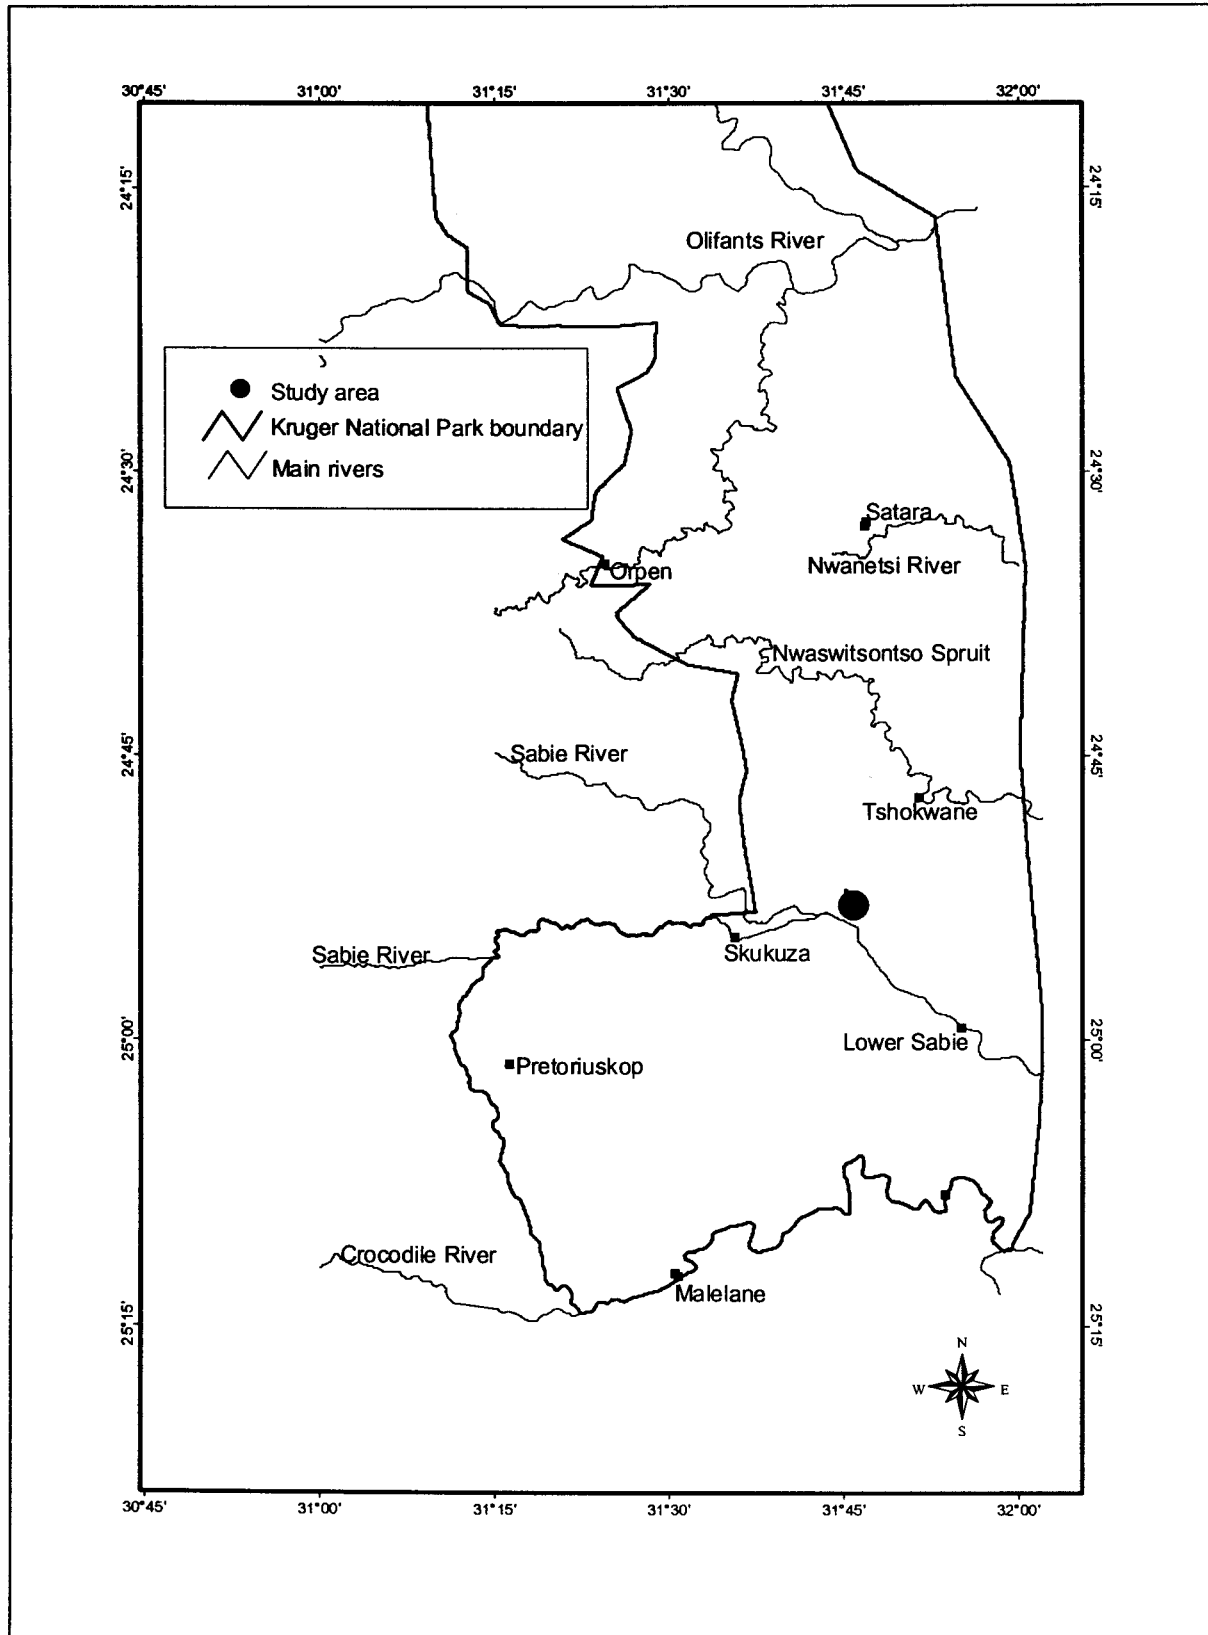 30°45' 31°00' 31°15' 31°30' 31°45' 32°00'
24°15' 24°15'
Olifants River
Study area
Kruger National Park boundary
Main rivers
24°30' 24°30'
Satara
Nwanetsi River
Orpen
Nwaswitsontso Spruit
24°45' 24°45'
Sabie River
Tshokwane
Skukuza
Sabie River
25°00' 25°00'
Lower Sabie
Pretoriuskop
Crocodile River
Malelane
25°15' 25°15'
N
W E
S
30°45' 31°00' 31°15' 31°30' 31°45' 32°00'